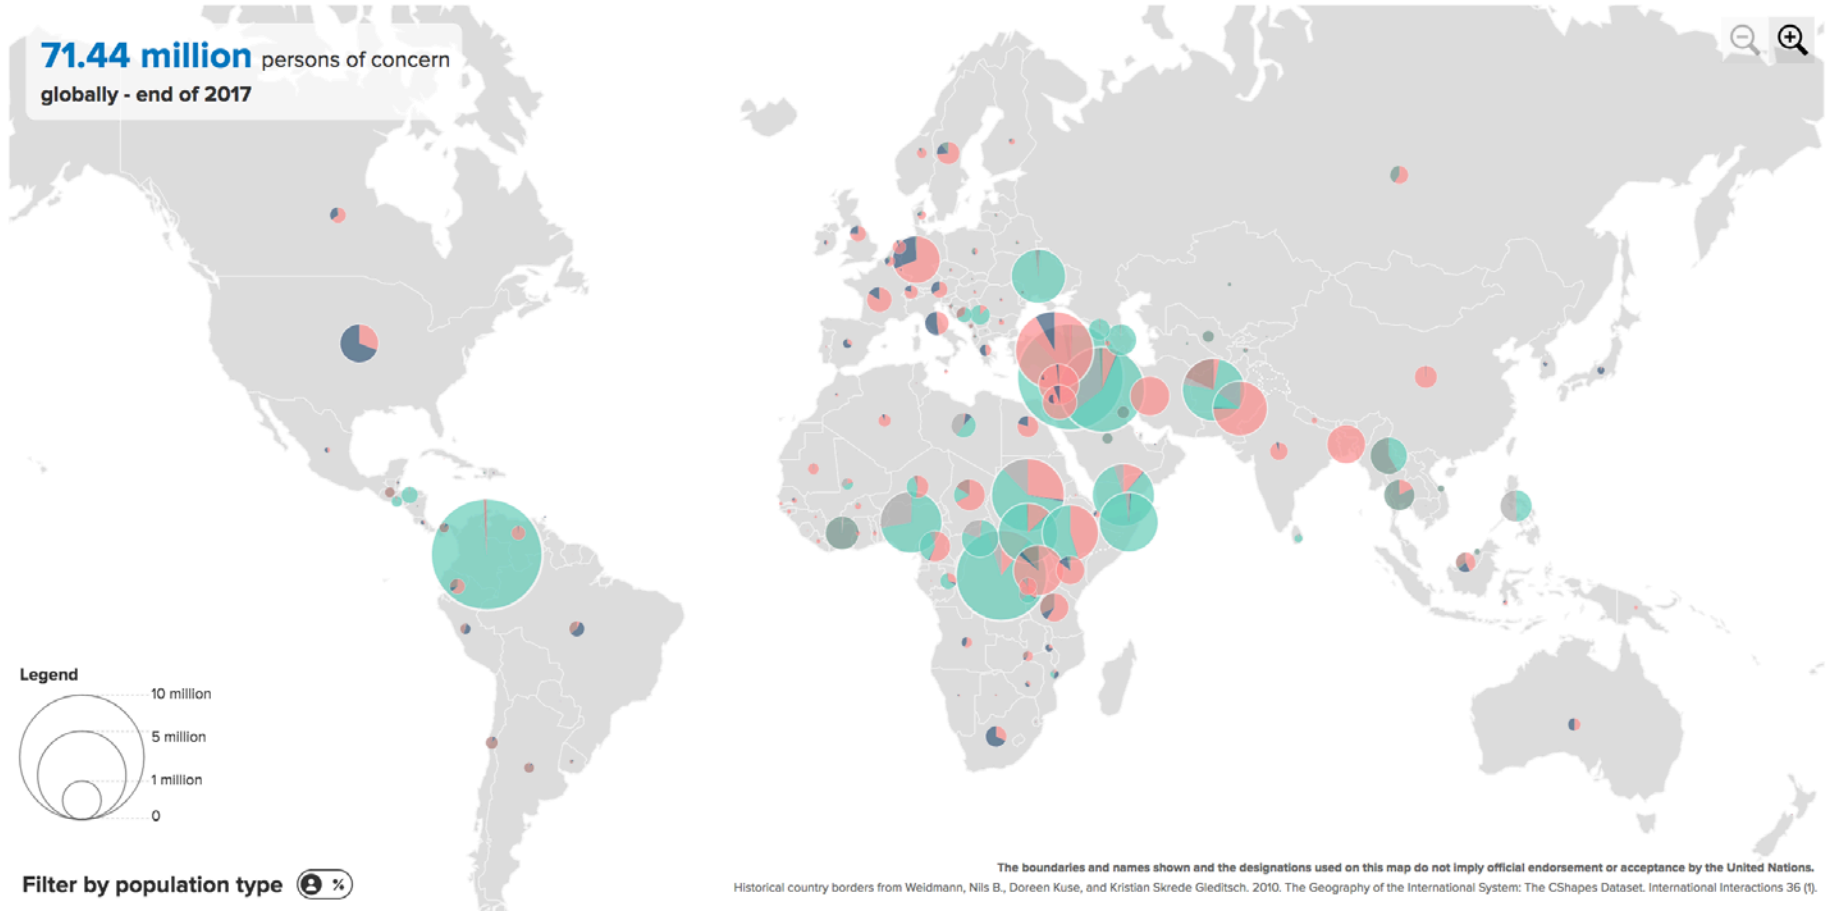 71.44 million persons of concern
globally - end of 2017
Legend
10 million
5 million
1 million
0
Filter by population type %
The boundaries and names shown and the designations used on this map do not imply official endorsement or acceptance by the United Nations.
Historical country borders from Weidmann, Nils B., Doreen Kuse, and Kristian Skrede Gleditsch. 2010. The Geography of the International System: The CShapes Dataset. International Interactions 36 (1).